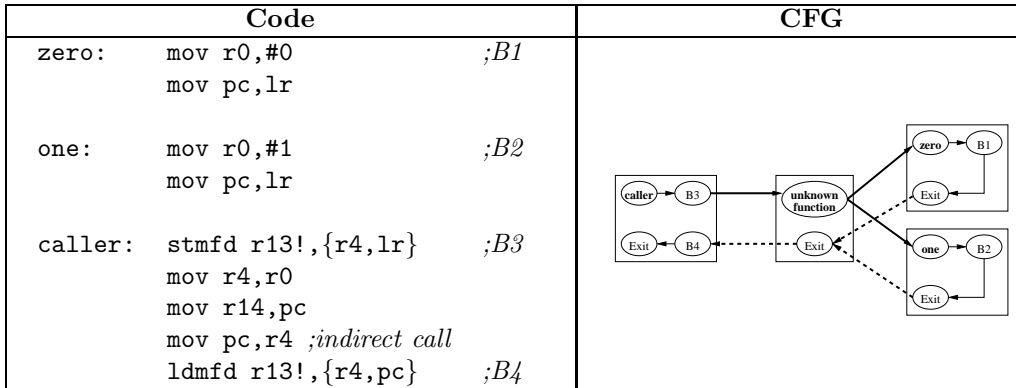 Code CFG
zero: mov r0,#0 ;B1
mov pc,lr
one: mov r0,#1 ;B2
mov pc,lr
caller: stmfd r13!,{r4,lr} ;B3
mov r4,r0
mov r14,pc
mov pc,r4 ;indirect call
ldmfd r13!,{r4,pc} ;B4
zero B1
Exit
caller B3
unknown
function
Exit B4
Exit
one B2
Exit